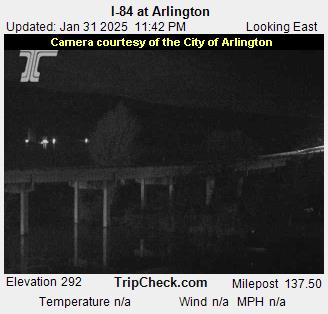 I-84 at Arlington
Updated: Jan 31 2025 11:42 PM Looking East
Camera courtesy of the City of Arlington
Elevation 292 TripCheck.com Milepost 137.50
Temperature n/a Wind n/a MPH n/a